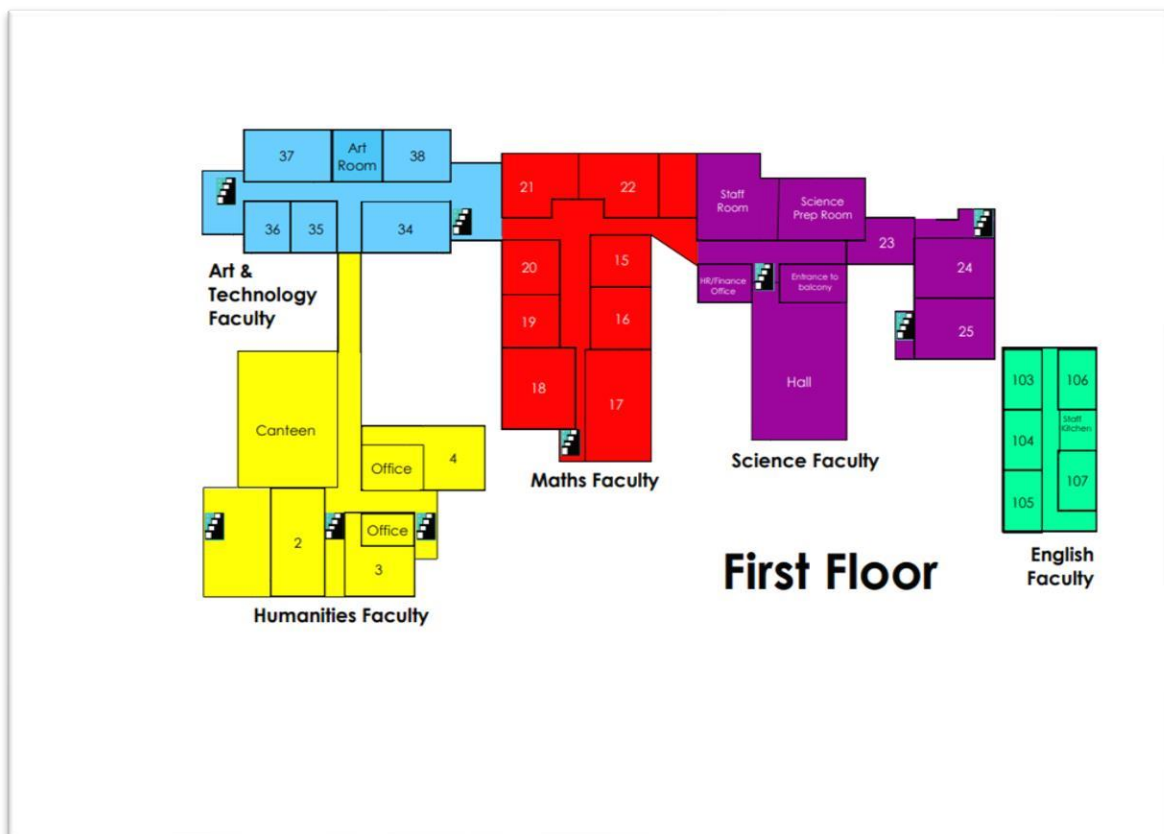 37
Art
Room
38
36
35
34
Art &
Technology
Faculty
21
22
20
15
19
16
18
17
Maths Faculty
Staff
Room
Science
Prep Room
23
HR/Finance
Office
Entrance to
balcony
24
25
Hall
Science Faculty
Canteen
Office
4
2
Office
3
Humanities Faculty
103
106
104
Staff
Kitchen
105
107
English
Faculty
First Floor